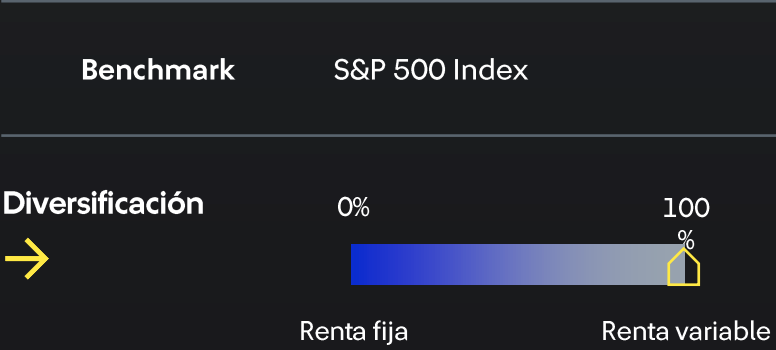 Benchmark S&P 500 Index
Diversificación 0% 100
%
Renta fija Renta variable